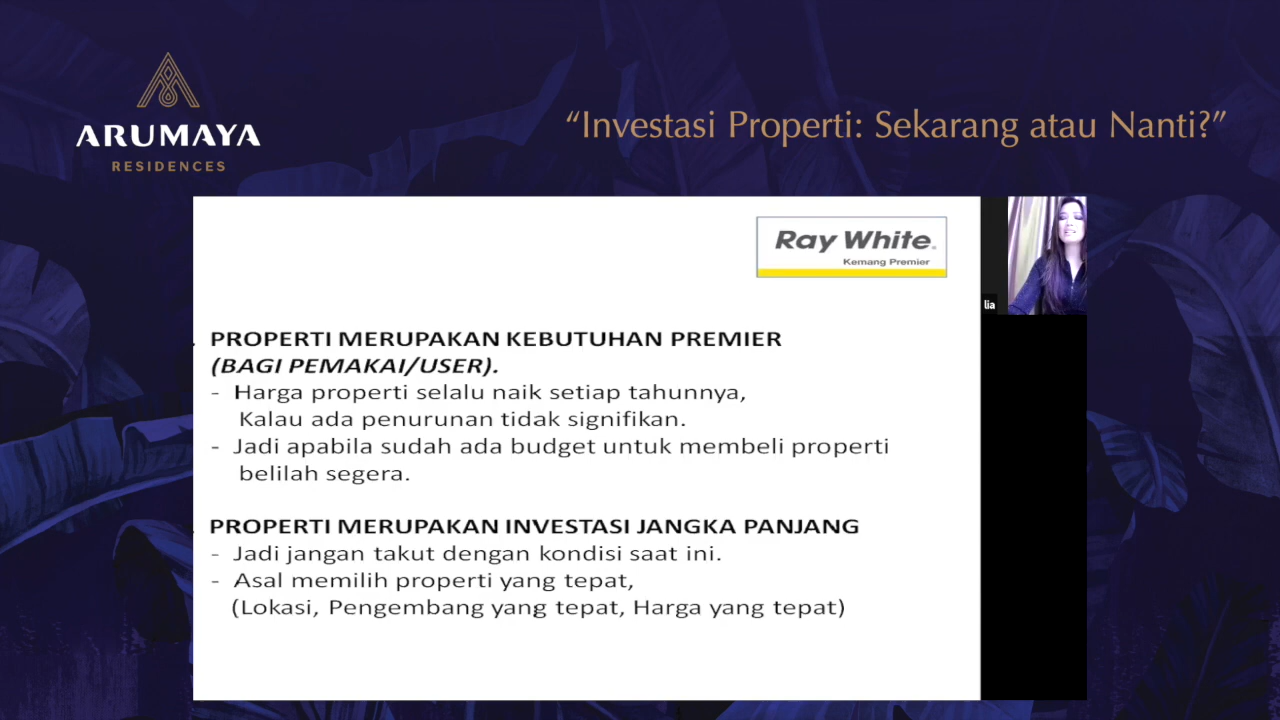 ARUMAYA
RESIDENCES
“Investasi Properti: Sekarang atau Nanti?”
Ray White.
Kemang Premier
lia
. PROPERTI MERUPAKAN KEBUTUHAN PREMIER
(BAGI PEMAKAI/USER).
- Harga properti selalu naik setiap tahunnya,
Kalau ada penurunan tidak signifikan.
- Jadi apabila sudah ada budget untuk membeli properti
belilah segera.
. PROPERTI MERUPAKAN INVESTASI JANGKA PANJANG
- Jadi jangan takut dengan kondisi saat ini.
- Asal memilih properti yang tepat,
(Lokasi, Pengembang yang tepat, Harga yang tepat)